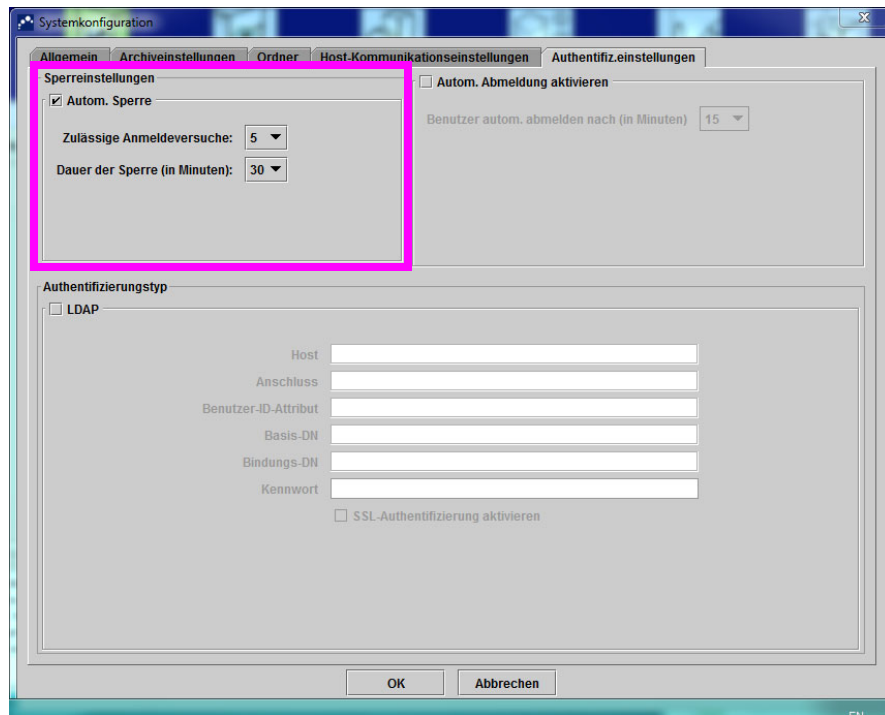 Systemkonfiguration
Allgemein Archiveinstellungen Ordner Host-Kommunikationseinstellungen Authentifiz.einstellungen
Sperreinstellungen
Autom. Sperre
Zulässige Anmeldeversuche: 5
Dauer der Sperre (in Minuten): 30
Autom. Abmeldung aktivieren
Benutzer autom. abmelden nach (in Minuten) 15
Authentifizierungstyp
LDAP
Host
Anschluss
Benutzer-ID-Attribut
Basis-DN
Bindungs-DN
Kennwort
SSL-Authentifizierung aktivieren
OK Abbrechen